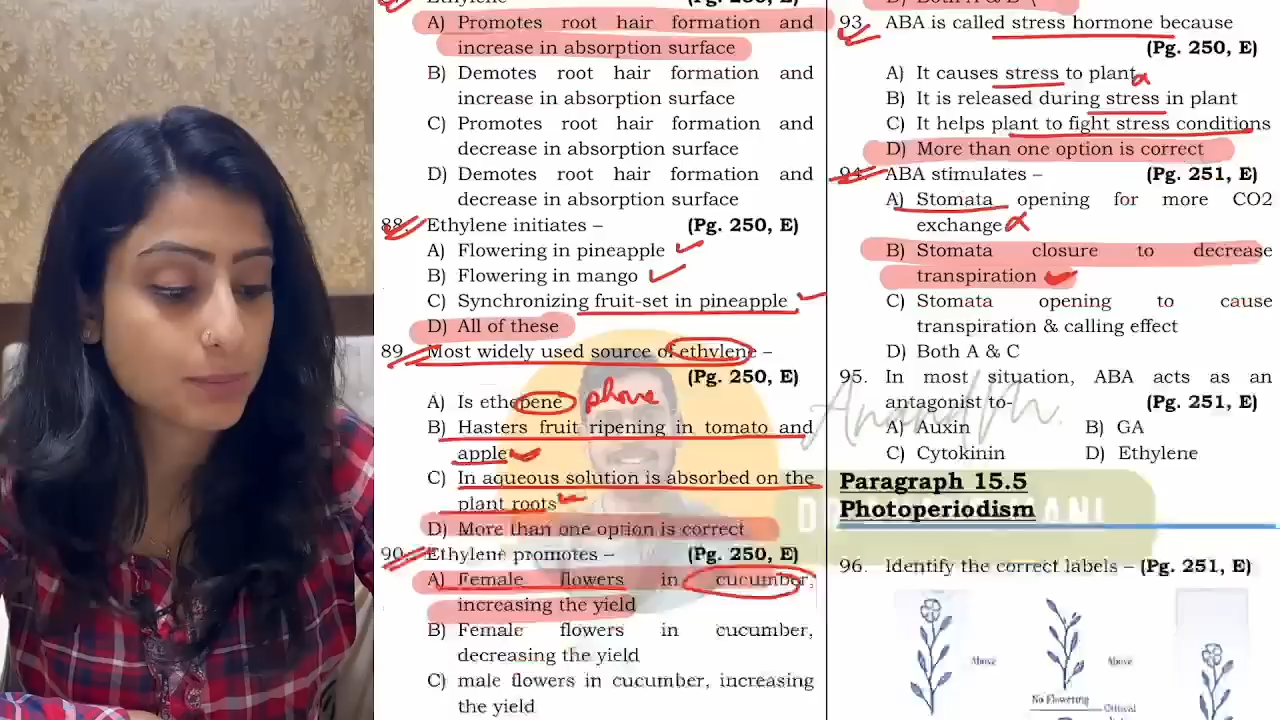 A) Promotes root hair formation and
increase in absorption surface
B) Demotes root hair formation and
increase in absorption surface
C) Promotes root hair formation and
decrease in absorption surface
D) Demotes root hair formation and
decrease in absorption surface
88. Ethylene initiates – (Pg. 250, E)
A) Flowering in pineapple
B) Flowering in mango
C) Synchronizing fruit-set in pineapple
D) All of these
89. Most widely used source of ethylene –
(Pg. 250, E)
A) Is ethepene phone
B) Hasters fruit ripening in tomato and
apple
C) In aqueous solution is absorbed on the
plant roots
D) More than one option is correct
90. Ethylene promotes – (Pg. 250, E)
A) Female flowers in cucumber,
increasing the yield
B) Female flowers in cucumber,
decreasing the yield
C) male flowers in cucumber, increasing
the yield
93. ABA is called stress hormone because
(Pg. 250, E)
A) It causes stress to plant
B) It is released during stress in plant
C) It helps plant to fight stress conditions
D) More than one option is correct
94. ABA stimulates – (Pg. 251, E)
A) Stomata opening for more CO2
exchange
B) Stomata closure to decrease
transpiration
C) Stomata opening to cause
transpiration & calling effect
D) Both A & C
95. In most situation, ABA acts as an
antagonist to- (Pg. 251, E)
A) Auxin B) GA
C) Cytokinin D) Ethylene
Paragraph 15.5
Photoperiodism
96. Identify the correct labels – (Pg. 251, E)
Above Above
No Flowering
Critical